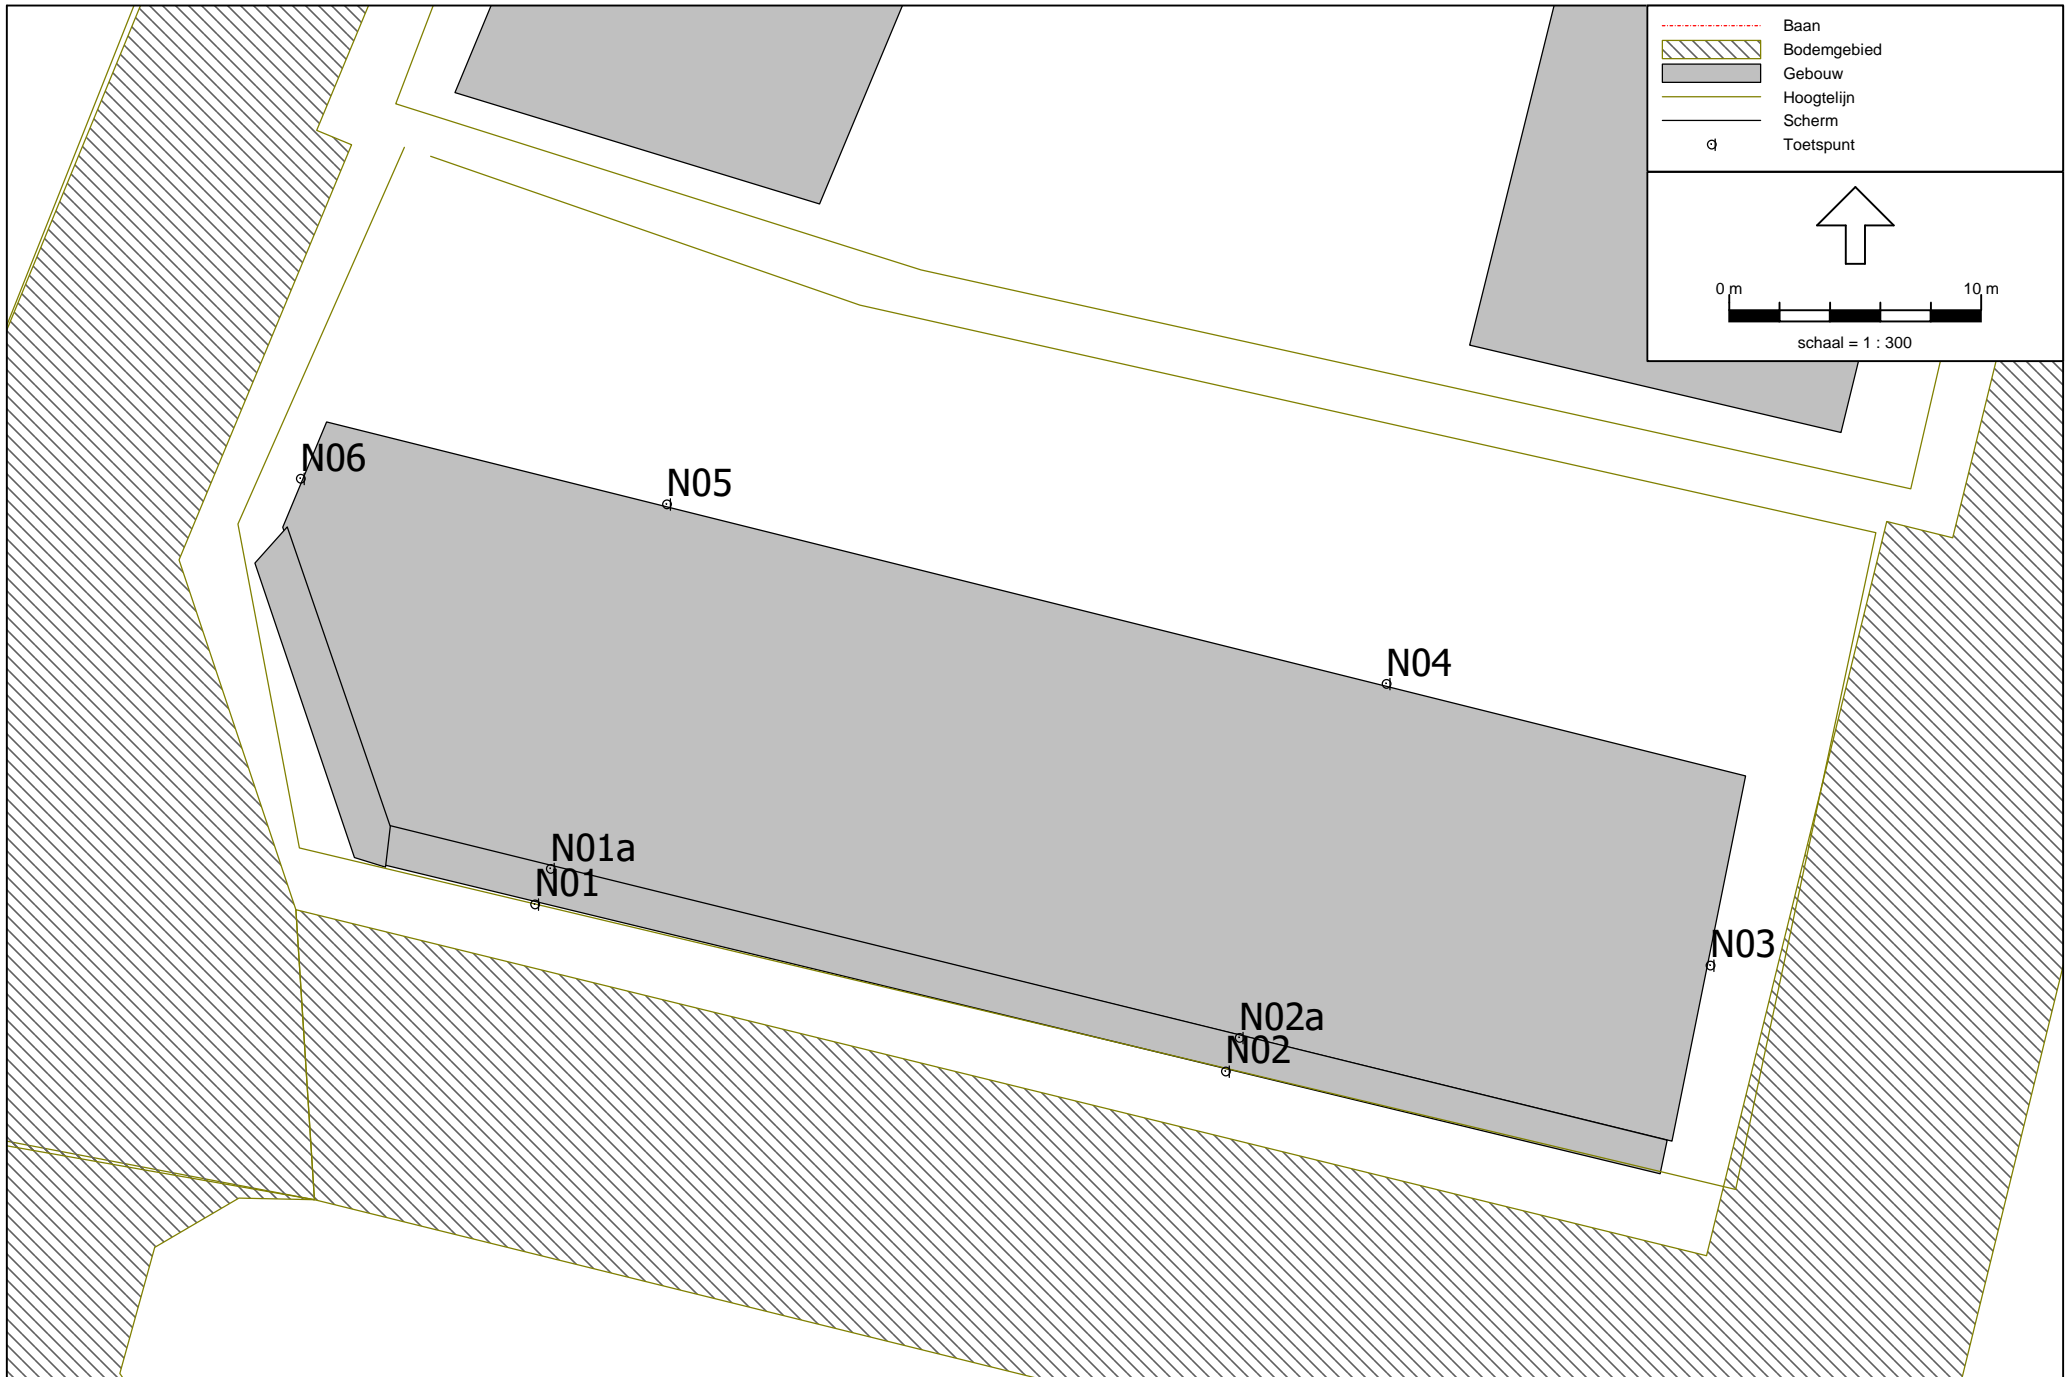 Baan
Bodemgebied
Gebouw
Hoogtelijn
Scherm
Toetspunt
0 m 10 m
schaal = 1 : 300
N06
N05
N04
N01a
N01
N03
N02a
N02